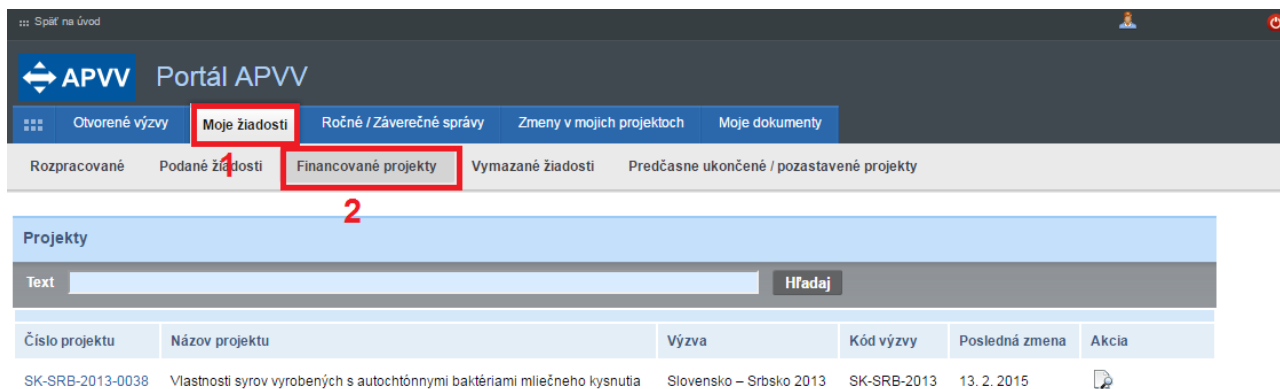 Späť na úvod
APVV Portál APVV
Otvorené výzvy Moje žiadosti Ročné / Záverečné správy Zmeny v mojich projektoch Moje dokumenty
Rozpracované Podané žiadosti Financované projekty Vymazané žiadosti Predčasne ukončené / pozastavené projekty
1
2
Projekty
Text Hľadaj
Číslo projektu Názov projektu Výzva Kód výzvy Posledná zmena Akcia
SK-SRB-2013-0038 Vlastnosti syrov vyrobených s autochtónnymi baktériami mliečneho kysnutia Slovensko – Srbsko 2013 SK-SRB-2013 13. 2. 2015